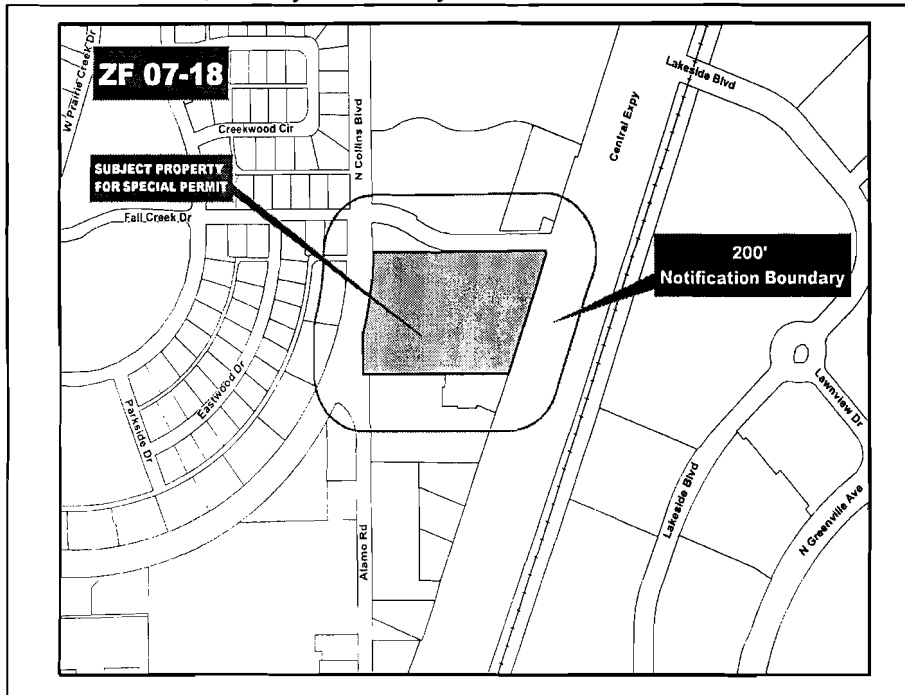 ZF 07-18
W Prairie Creek Dr
Creekwood Cir
N Collins Blvd
Central Expy
Lakeside Blvd
SUBJECT PROPERTY
FOR SPECIAL PERMIT
Fall Creek Dr
200'
Notification Boundary
Eastwood Dr
Parkside Dr
Alamo Rd
Lakeside Blvd
Lawnview Dr
N Greenville Ave